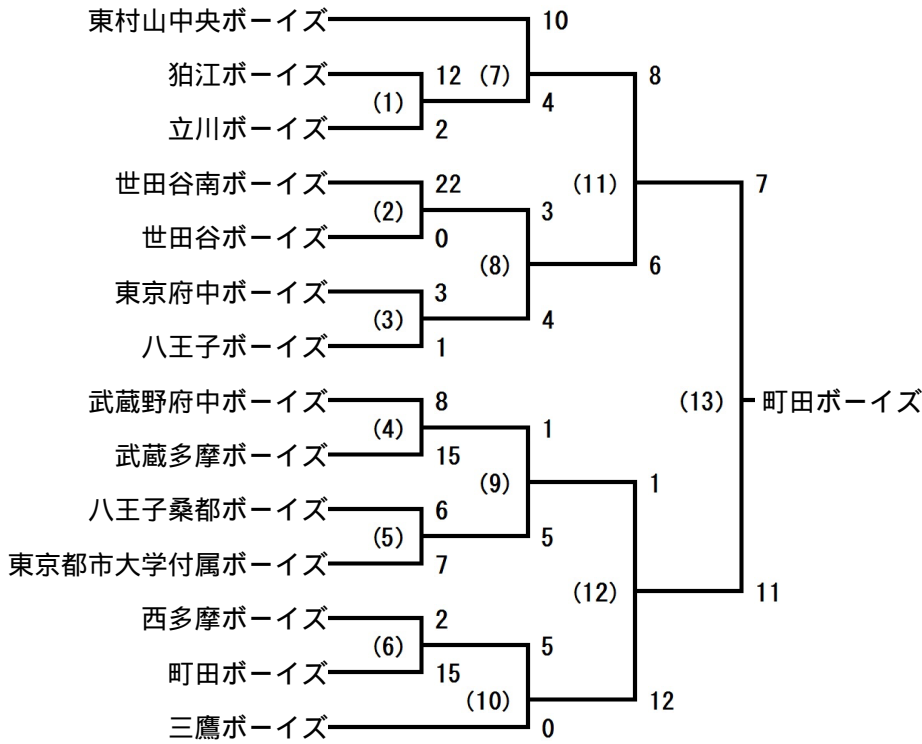 東村山中央ボーイズ 10
狛江ボーイズ 12 (7) 8
(1) 4
立川ボーイズ 2
世田谷南ボーイズ 22 (11) 7
(2) 3
世田谷ボーイズ 0
(8) 6
東京府中ボーイズ 3
(3) 4
八王子ボーイズ 1
武蔵野府中ボーイズ 8 (13) 町田ボーイズ
(4) 1
武蔵多摩ボーイズ 15
(9) 1
八王子桑都ボーイズ 6
(5) 5
東京都市大学付属ボーイズ 7
(12) 11
西多摩ボーイズ 2
(6) 5
町田ボーイズ 15
(10) 12
三鷹ボーイズ 0